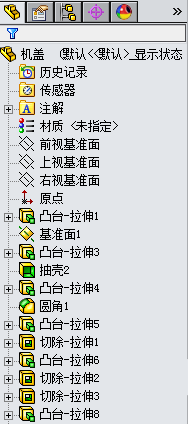 机盖 (默认<<默认>_显示状态
历史记录
传感器
注解
材质 <未指定>
前视基准面
上视基准面
右视基准面
原点
凸台-拉伸1
基准面1
凸台-拉伸3
抽壳2
凸台-拉伸4
圆角1
凸台-拉伸5
切除-拉伸1
凸台-拉伸6
切除-拉伸2
切除-拉伸3
凸台-拉伸8